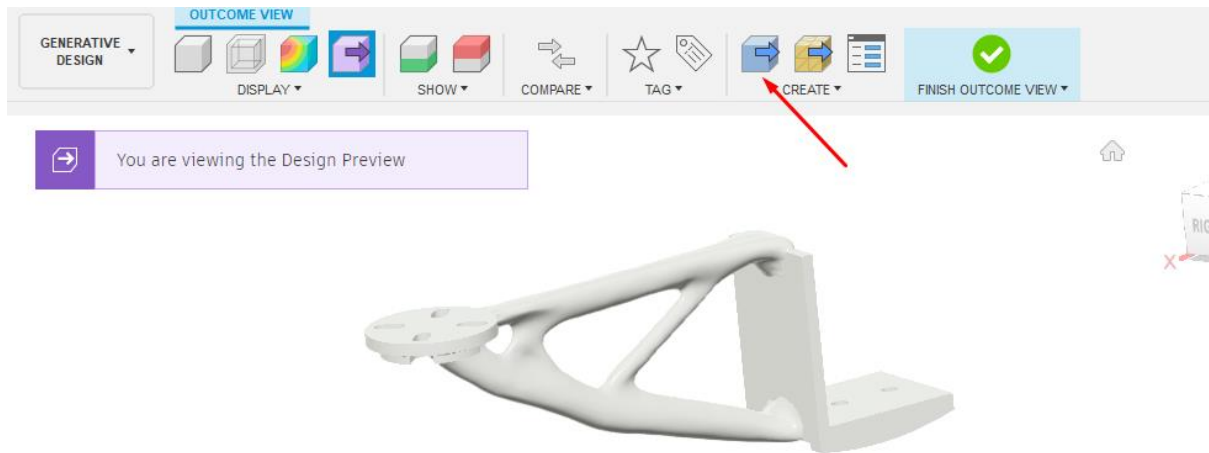 OUTCOME VIEW
GENERATIVE
DESIGN
DISPLAY
SHOW
COMPARE
TAG
CREATE
FINISH OUTCOME VIEW
You are viewing the Design Preview
X